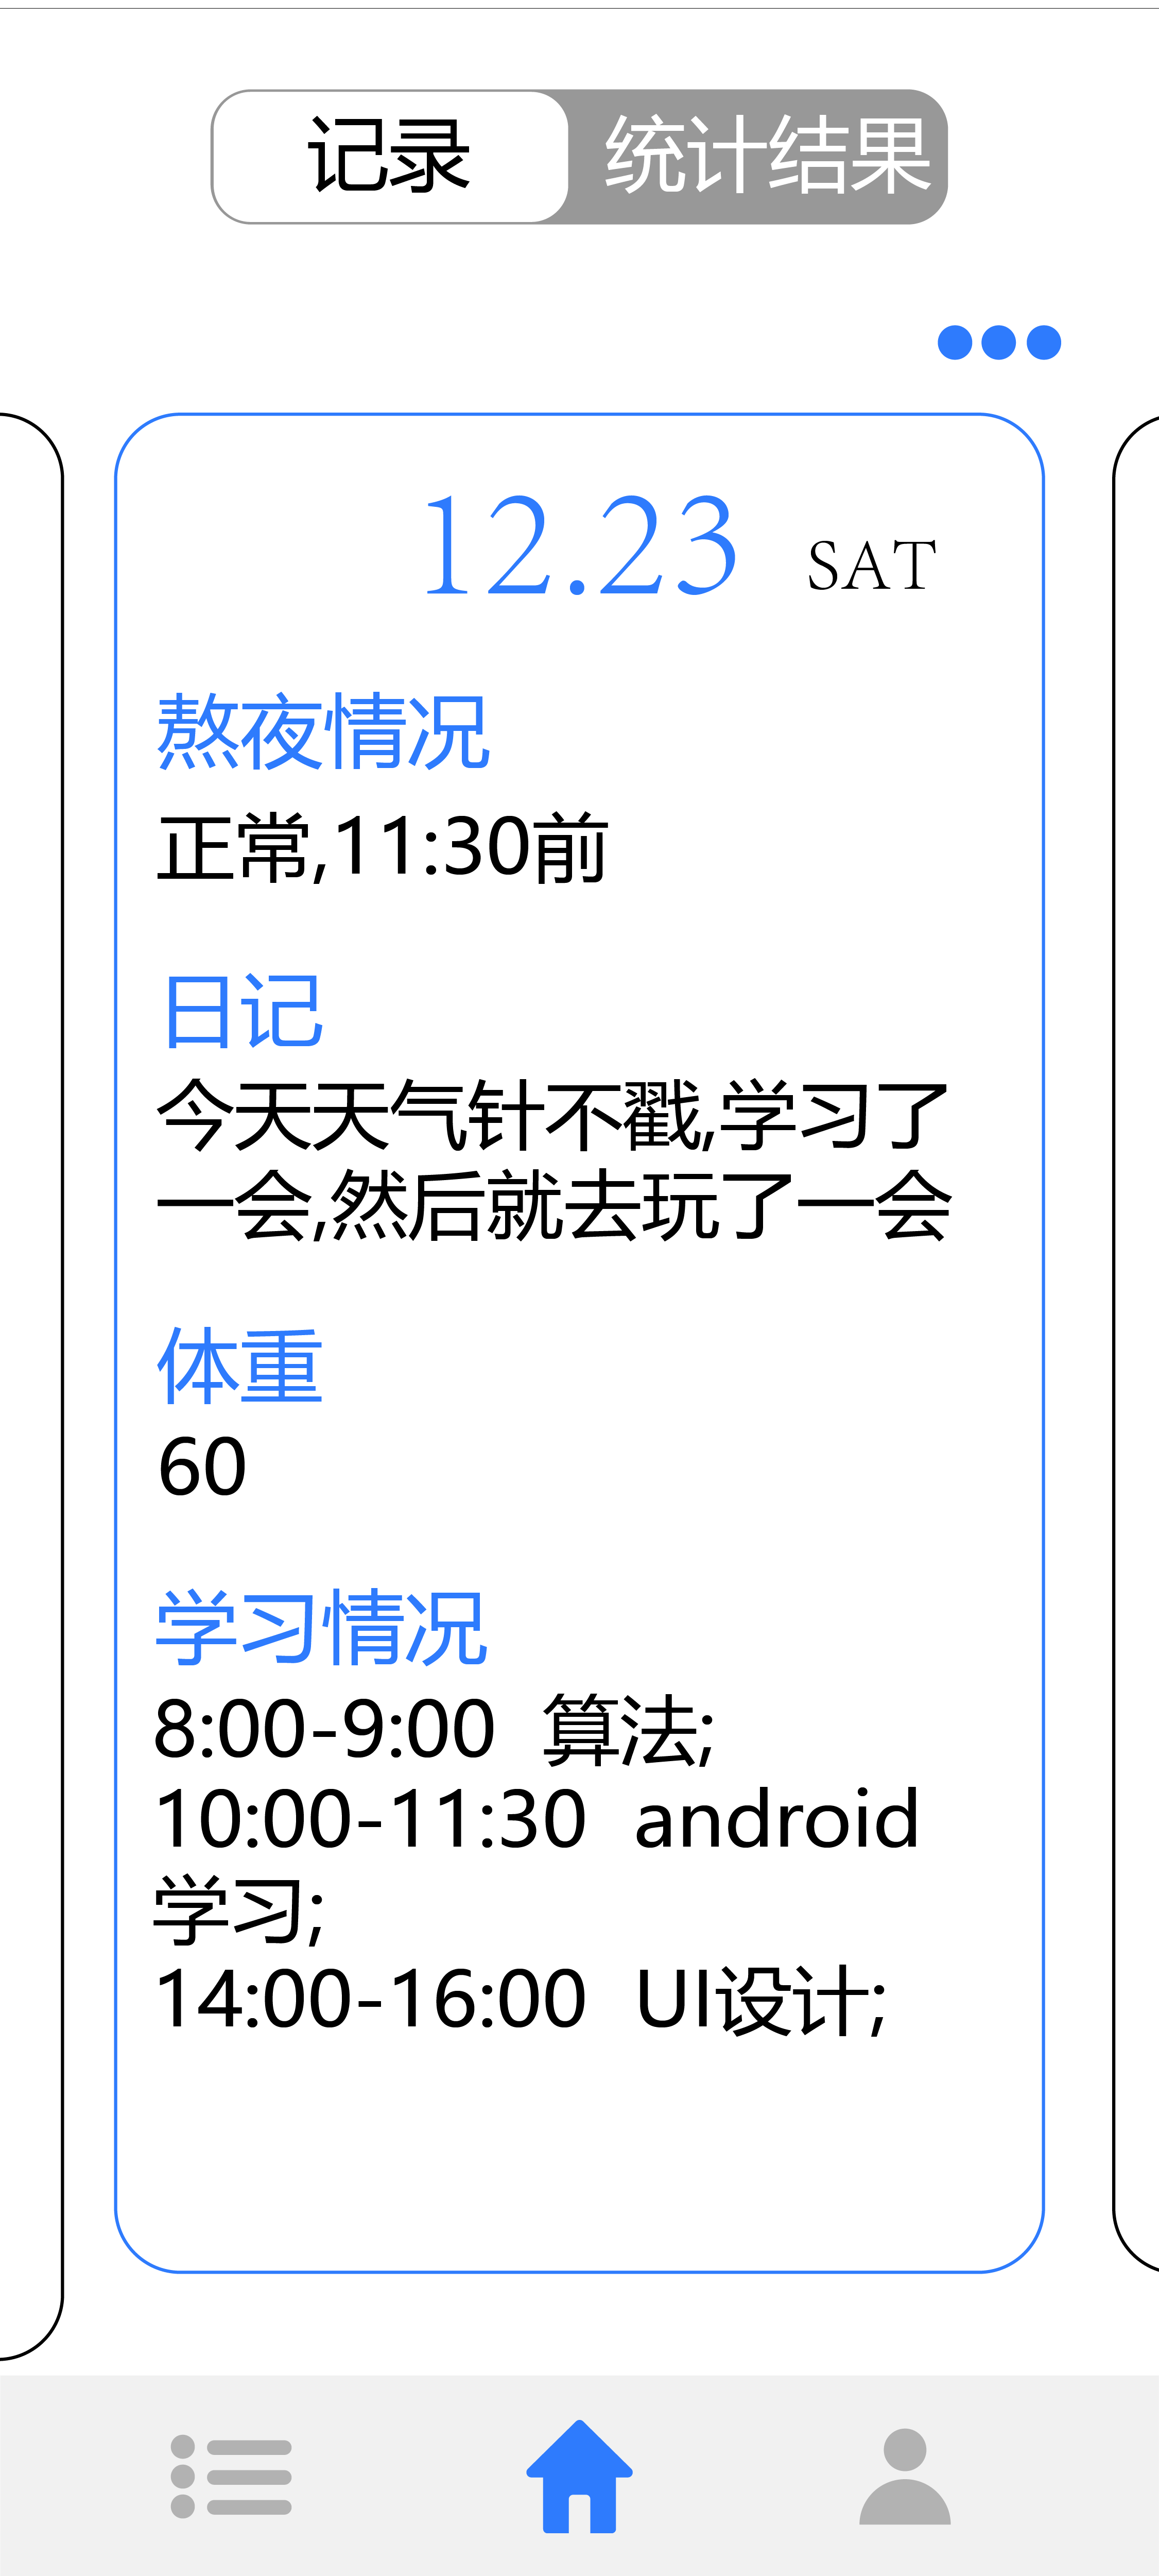 记录 统计结果
12.23 SAT
熬夜情况
正常,11:30前
日记
今天天气针不戳,学习了
一会,然后就去玩了一会
体重
60
学习情况
8:00-9:00 算法;
10:00-11:30 android
学习;
14:00-16:00 UI设计;